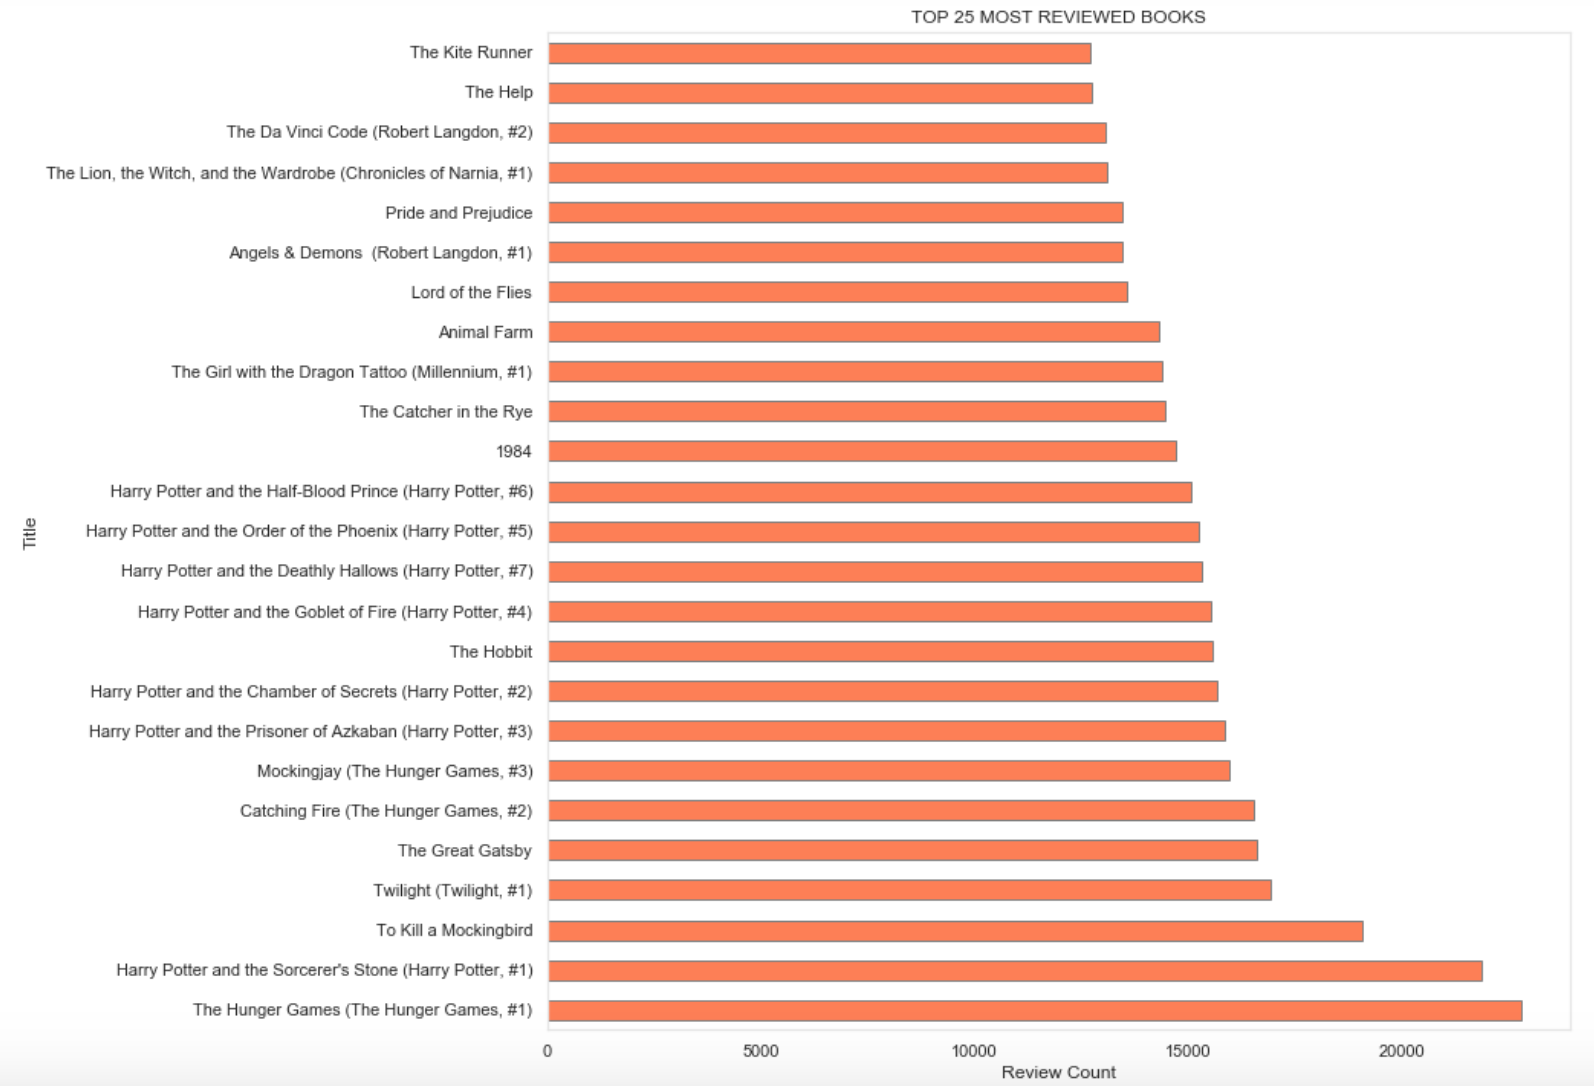 TOP 25 MOST REVIEWED BOOKS
The Kite Runner
The Help
The Da Vinci Code (Robert Langdon, #2)
The Lion, the Witch, and the Wardrobe (Chronicles of Narnia, #1)
Pride and Prejudice
Angels & Demons  (Robert Langdon, #1)
Lord of the Flies
Animal Farm
The Girl with the Dragon Tattoo (Millennium, #1)
The Catcher in the Rye
1984
Harry Potter and the Half-Blood Prince (Harry Potter, #6)
Harry Potter and the Order of the Phoenix (Harry Potter, #5)
Harry Potter and the Deathly Hallows (Harry Potter, #7)
Harry Potter and the Goblet of Fire (Harry Potter, #4)
The Hobbit
Harry Potter and the Chamber of Secrets (Harry Potter, #2)
Harry Potter and the Prisoner of Azkaban (Harry Potter, #3)
Mockingjay (The Hunger Games, #3)
Catching Fire (The Hunger Games, #2)
The Great Gatsby
Twilight (Twilight, #1)
To Kill a Mockingbird
Harry Potter and the Sorcerer's Stone (Harry Potter, #1)
The Hunger Games (The Hunger Games, #1)
Title
0 5000 10000 15000 20000
Review Count